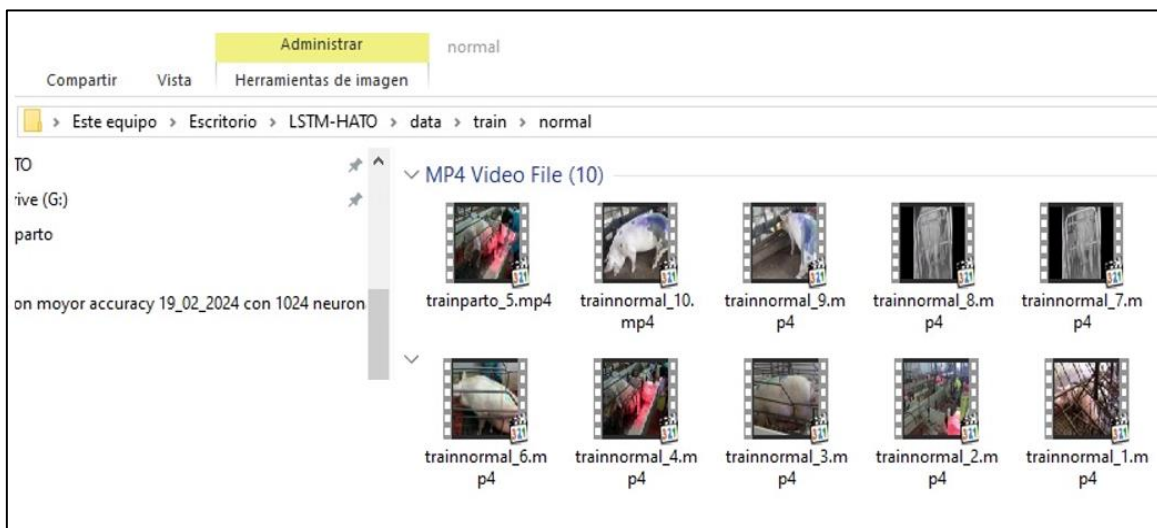 Administrar
normal
Compartir
Vista
Herramientas de imagen
> Este equipo > Escritorio > LSTM-HATO > data > train > normal
TO
rive (G:)
parto
on moyor accuracy 19_02_2024 con 1024 neuron
MP4 Video File (10)
trainparto_5.mp4
trainnormal_10.
mp4
trainnormal_9.m
p4
trainnormal_8.m
p4
trainnormal_7.m
p4
trainnormal_6.m
p4
trainnormal_4.m
p4
trainnormal_3.m
p4
trainnormal_2.m
p4
trainnormal_1.m
p4